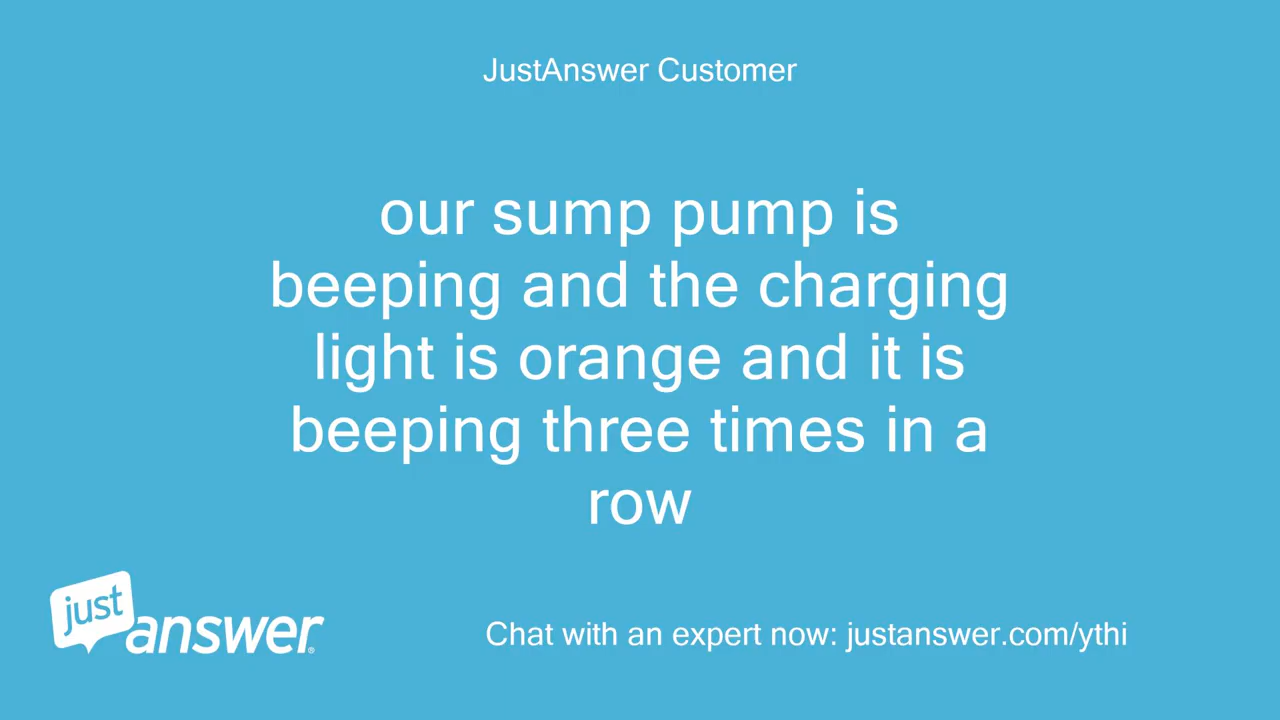 JustAnswer Customer
our sump pump is
beeping and the charging
light is orange and it is
beeping three times in a
row
just
answer®
Chat with an expert now: justanswer.com/ythi